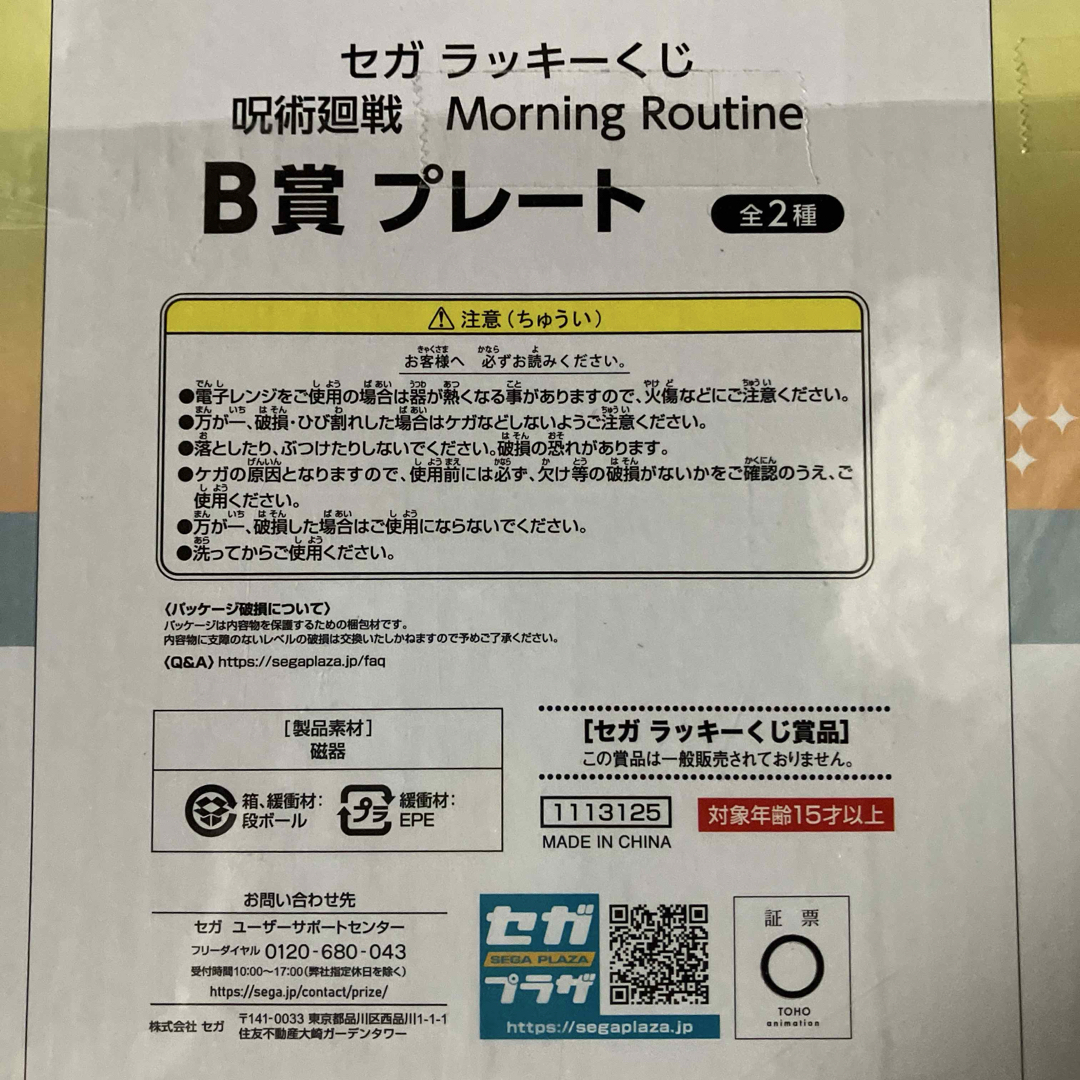 セガ ラッキーくじ
呪術廻戦 Morning Routine
B賞 プレート 全2種
注意（ちゅうい）
お客様へ 必ずお読みください。
●電子レンジをご使用の場合は器が熱くなる事がありますので、火傷などにご注意ください。
●万が一、破損・ひび割れした場合はケガなどしないようご注意ください。
●落としたり、ぶつけたりしないでください。破損の恐れがあります。
●ケガの原因となりますので、使用前には必ず、欠け等の破損がないかをご確認のうえ、ご
使用ください。
●万が一、破損した場合はご使用にならないでください。
●洗ってからご使用ください。
〈パッケージ破損について〉
パッケージは内容物を保護するための梱包材です。
内容物に支障のないレベルの破損は交換いたしかねますので予めご了承ください。
〈Q&A〉https://segaplaza.jp/faq
［製品素材］
磁器
箱、緩衝材：
段ボール
プラ
緩衝材：
EPE
［セガ ラッキーくじ賞品］
この賞品は一般販売されておりません。
1113125
対象年齢15才以上
MADE IN CHINA
お問い合わせ先
セガ ユーザーサポートセンター
フリーダイヤル 0120-680-043
受付時間10:00〜17:00（弊社指定休日を除く）
https://sega.jp/contact/prize/
株式会社 セガ
〒141-0033 東京都品川区西品川1-1-1
住友不動産大崎ガーデンタワー
セガ
SEGA PLAZA
プラザ
https://segaplaza.jp
証 票
TOHO
animation